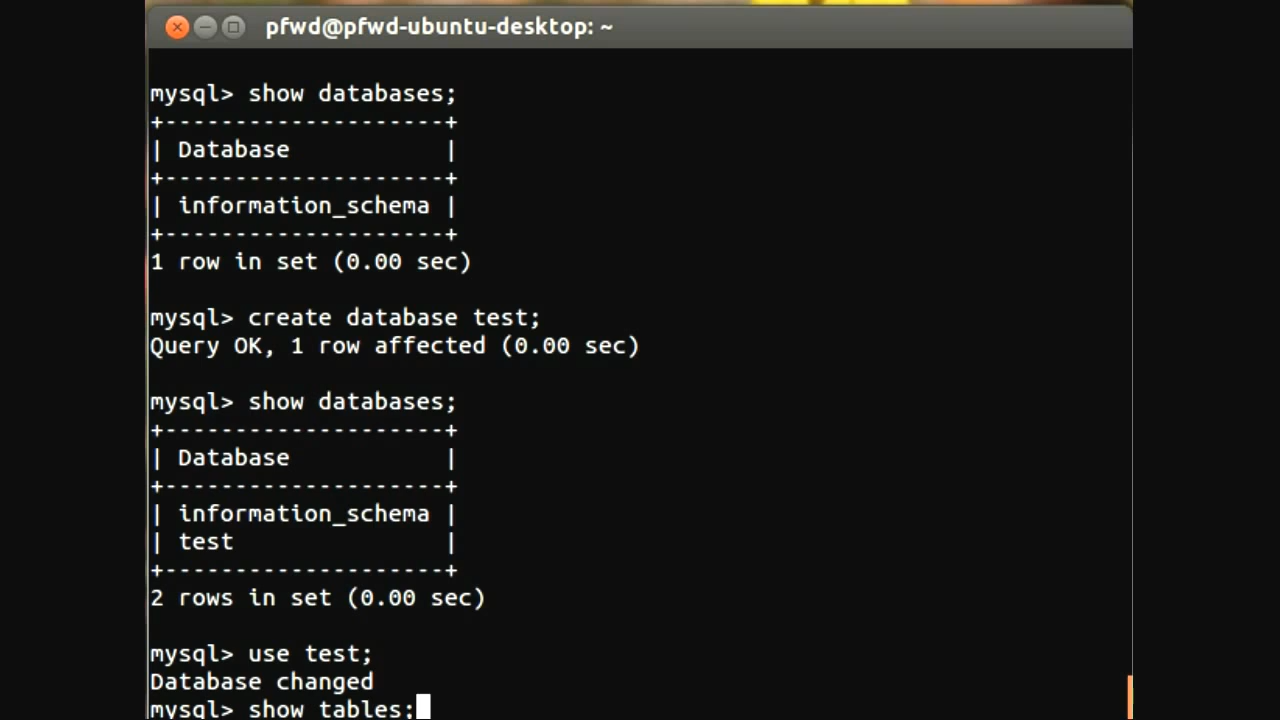 pfwd@pfwd-ubuntu-desktop: ~
mysql> show databases;
+--------------------+
| Database           |
+--------------------+
| information_schema |
+--------------------+
1 row in set (0.00 sec)
mysql> create database test;
Query OK, 1 row affected (0.00 sec)
mysql> show databases;
+--------------------+
| Database           |
+--------------------+
| information_schema |
| test               |
+--------------------+
2 rows in set (0.00 sec)
mysql> use test;
Database changed
mysql> show tables;